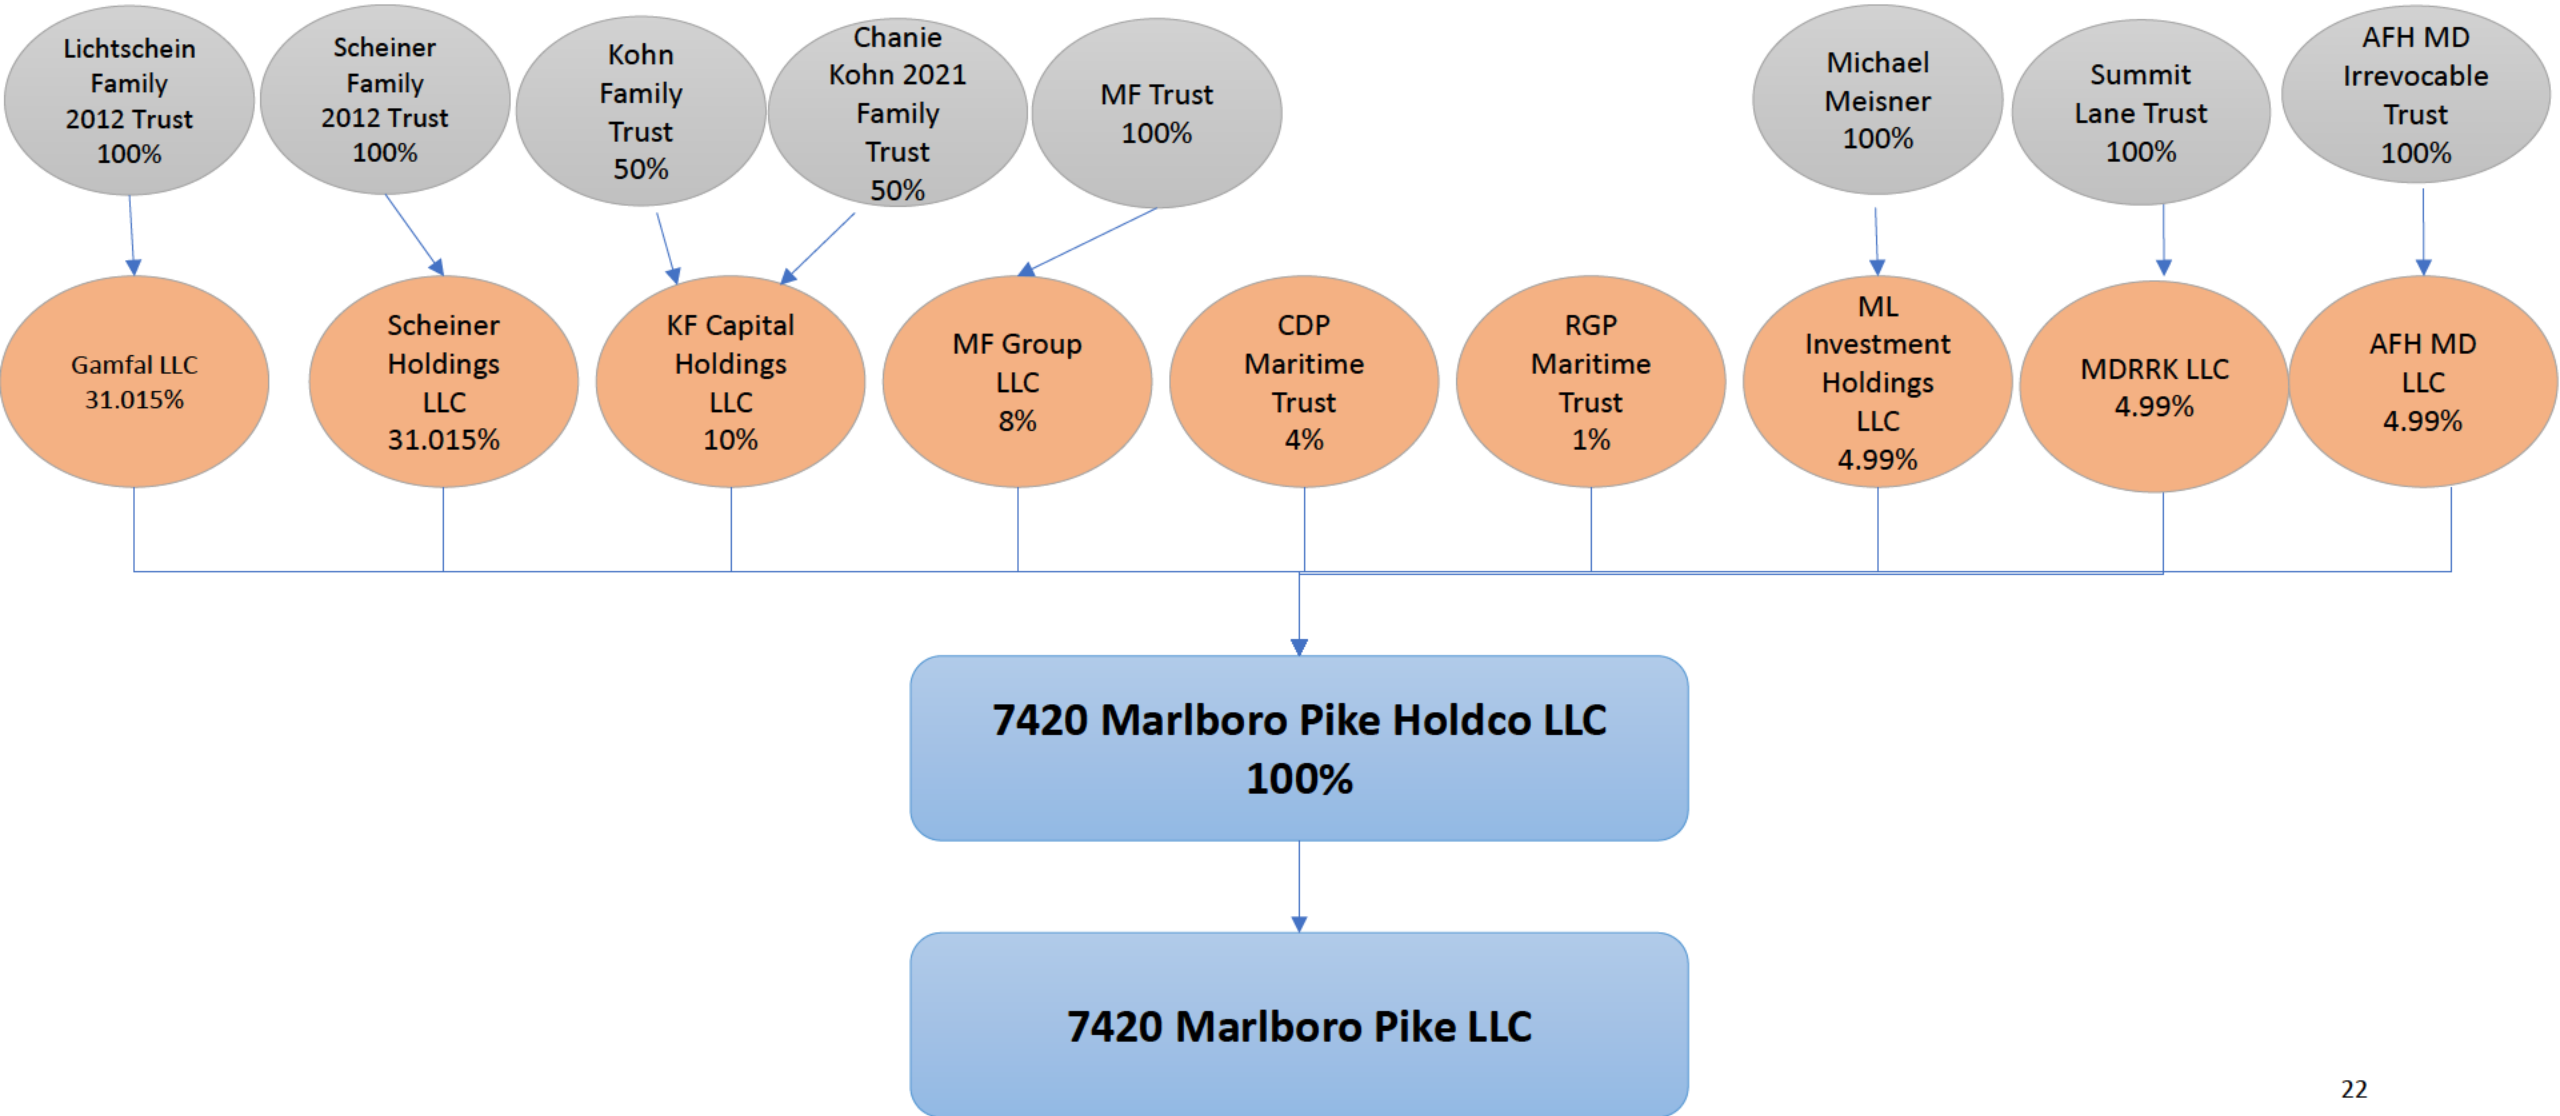 Lichtschein
Family
2012 Trust
100%
Scheiner
Family
2012 Trust
100%
Kohn
Family
Trust
50%
Chanie
Kohn 2021
Family
Trust
50%
MF Trust
100%
Michael
Meisner
100%
Summit
Lane Trust
100%
AFH MD
Irrevocable
Trust
100%
Gamfal LLC
31.015%
Scheiner
Holdings
LLC
31.015%
KF Capital
Holdings
LLC
10%
MF Group
LLC
8%
CDP
Maritime
Trust
4%
RGP
Maritime
Trust
1%
ML
Investment
Holdings
LLC
4.99%
MDRRK LLC
4.99%
AFH MD
LLC
4.99%
7420 Marlboro Pike Holdco LLC
100%
7420 Marlboro Pike LLC
22